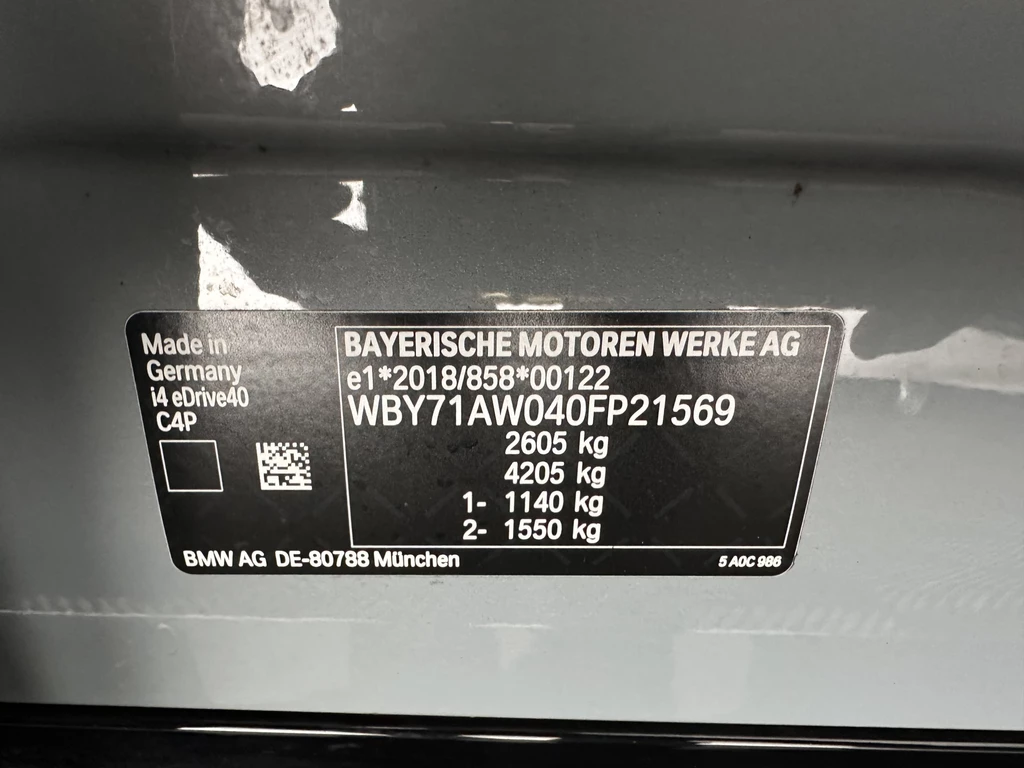 Made in
Germany
i4 eDrive40
C4P
BAYERISCHE MOTOREN WERKE AG
e1*2018/858*00122
WBY71AW040FP21569
2605 kg
4205 kg
1- 1140 kg
2- 1550 kg
BMW AG DE-80788 München
5 A0C 986